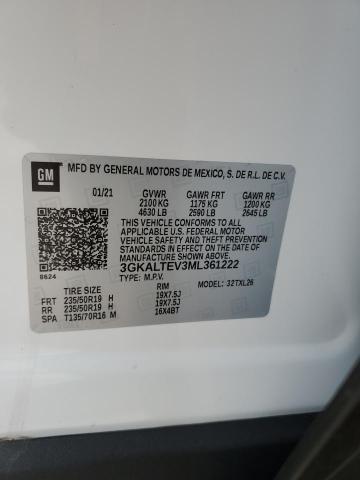 GM
MFD BY GENERAL MOTORS DE MEXICO, S. DE R.L. DE C.V.
01/21 GVWR GAWR FRT GAWR RR
2100 KG 1175 KG 1200 KG
4630 LB 2590 LB 2645 LB
THIS VEHICLE CONFORMS TO ALL
APPLICABLE U.S. FEDERAL MOTOR
VEHICLE SAFETY, BUMPER, AND THEFT
PREVENTION STANDARDS IN EFFECT ON
THE DATE OF MANUFACTURE SHOWN ABOVE.
8624
3GKALTEV3ML361222
TYPE: M.P.V. MODEL: 32TXL26
TIRE SIZE RIM
FRT 235/50R19 H 19X7.5J
RR 235/50R19 H 19X7.5J
SPA T135/70R16 M 16X4BT